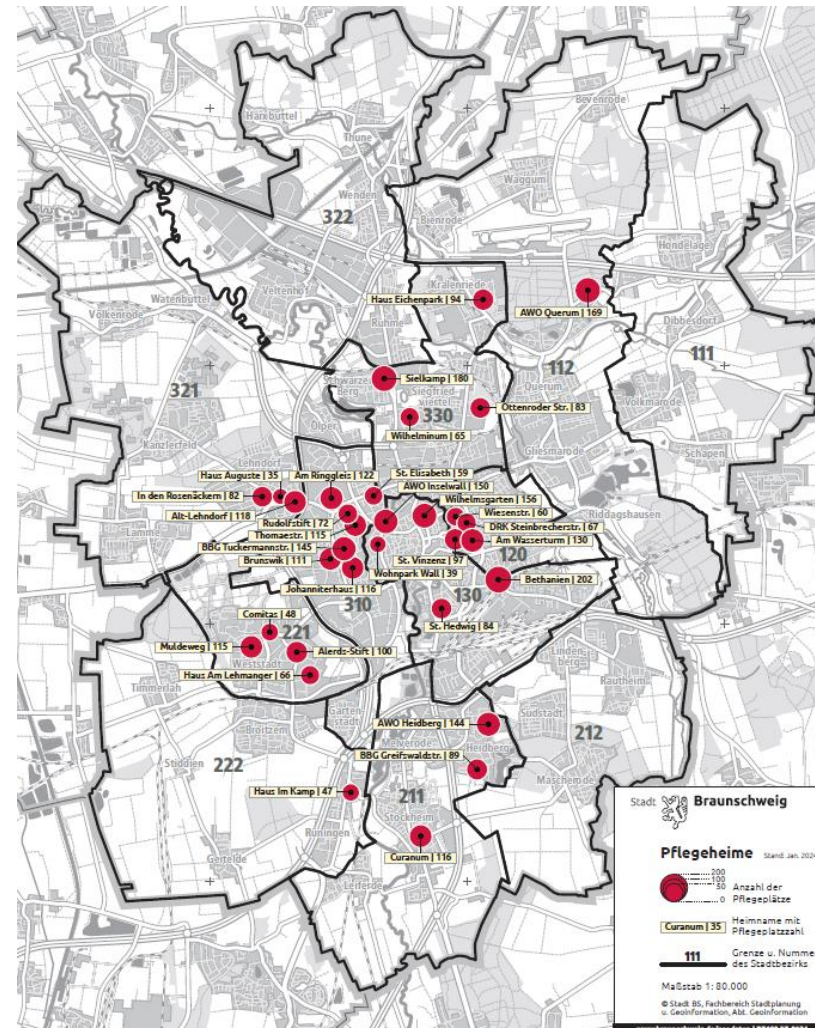 Harxbüttel
Thune
Bevenrode
Wenden
Waggum
322
Bienrode
Hondelage
Kralenriede
Watenbüttel
Veltenhof
Haus Eichenpark | 94
AWO Querum | 169
Völkenrode
Rühme
Dibbesdorf
112
111
Schwarzer Berg
Sielkamp | 180
Siegfriedviertel
321
Querum
330
Ottenroder Str. | 83
Volkmarode
Ölper
Wilhelminum | 65
Kanzlerfeld
Gliesmarode
Schapen
Lehndorf
Haus Auguste | 35
Am Ringgleis | 122
St. Elisabeth | 59
AWO Inselwall | 150
In den Rosenäckern | 82
Wilhelmsgarten | 156
Alt-Lehndorf | 118
Wiesenstr. | 60
Riddagshausen
Rudolfstift | 72
DRK Steinbrecherstr. | 67
Lamme
Thomaestr. | 115
Am Wasserturm | 130
BBG Tuckermannstr. | 145
120
Brunswik | 111
St. Vinzenz | 97
Wohnpark Wall | 39
Bethanien | 202
Johanniterhaus | 116
130
310
Comitas | 48
St. Hedwig | 84
221
Muldeweg | 115
Alerds-Stift | 100
Lindenberg
Weststadt
Rautheim
Haus Am Lehmanger | 66
Timmerlah
Gartenstadt
Südstadt
AWO Heidberg | 144
Broitzem
212
Melverode
Heidberg
Stiddien
BBG Greifswaldstr. | 89
222
Mascherode
Haus Im Kamp | 47
211
Stöckheim
Rüningen
Curanum | 116
Geitelde
Leiferde
Stadt Braunschweig
Pflegeheime Stand: Jan. 2024
200
100
50
0
Anzahl der
Pflegeplätze
Curanum | 35
Heimname mit
Pflegeplatzzahl
111
Grenze u. Nummer
des Stadtbezirks
Maßstab 1: 80.000
© Stadt BS, Fachbereich Stadtplanung
u. Geoinformation, Abt. Geoinformation